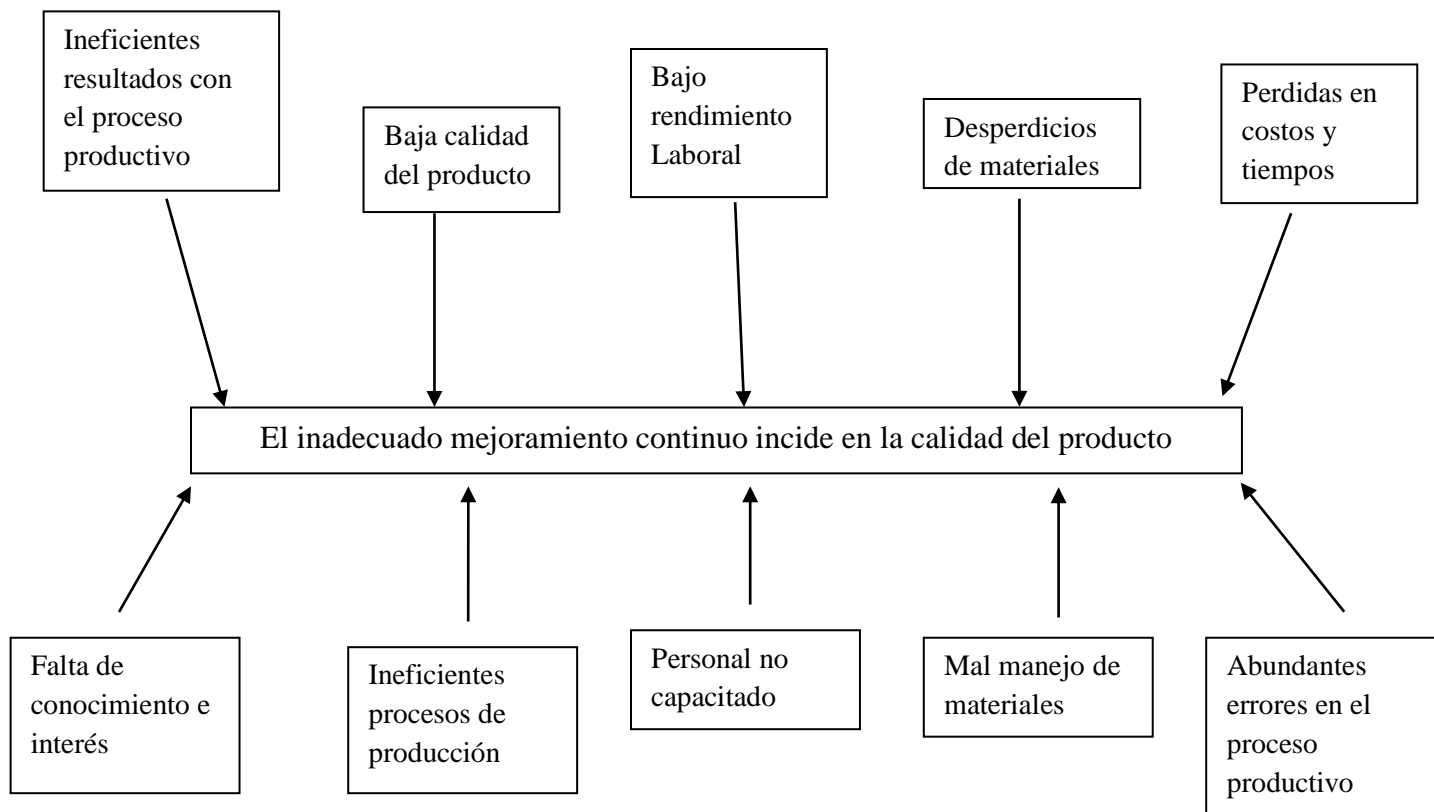 Ineficientes
resultados con
el proceso
productivo
Baja calidad
del producto
Bajo
rendimiento
Laboral
Desperdicios
de materiales
Perdidas en
costos y
tiempos
El inadecuado mejoramiento continuo incide en la calidad del producto
Falta de
conocimiento e
interés
Ineficientes
procesos de
producción
Personal no
capacitado
Mal manejo de
materiales
Abundantes
errores en el
proceso
productivo